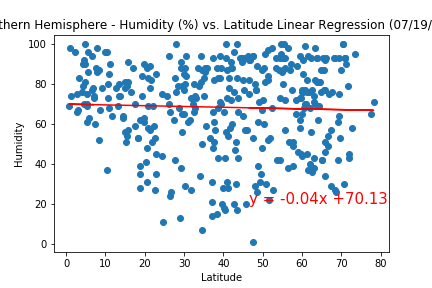 thern Hemisphere - Humidity (%) vs. Latitude Linear Regression (07/19/
100
80
60
40
20
0
Humidity
y = -0.04x +70.13
0 10 20 30 40 50 60 70 80
Latitude